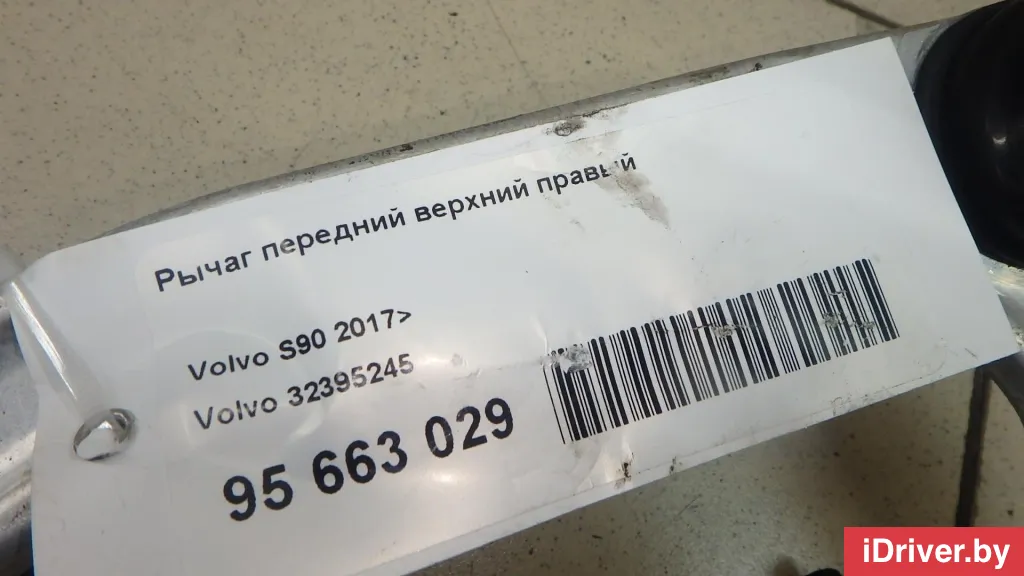 Рычаг передний верхний правый
Volvo S90 2017>
Volvo 32395245
95 663 029
iDriver.by